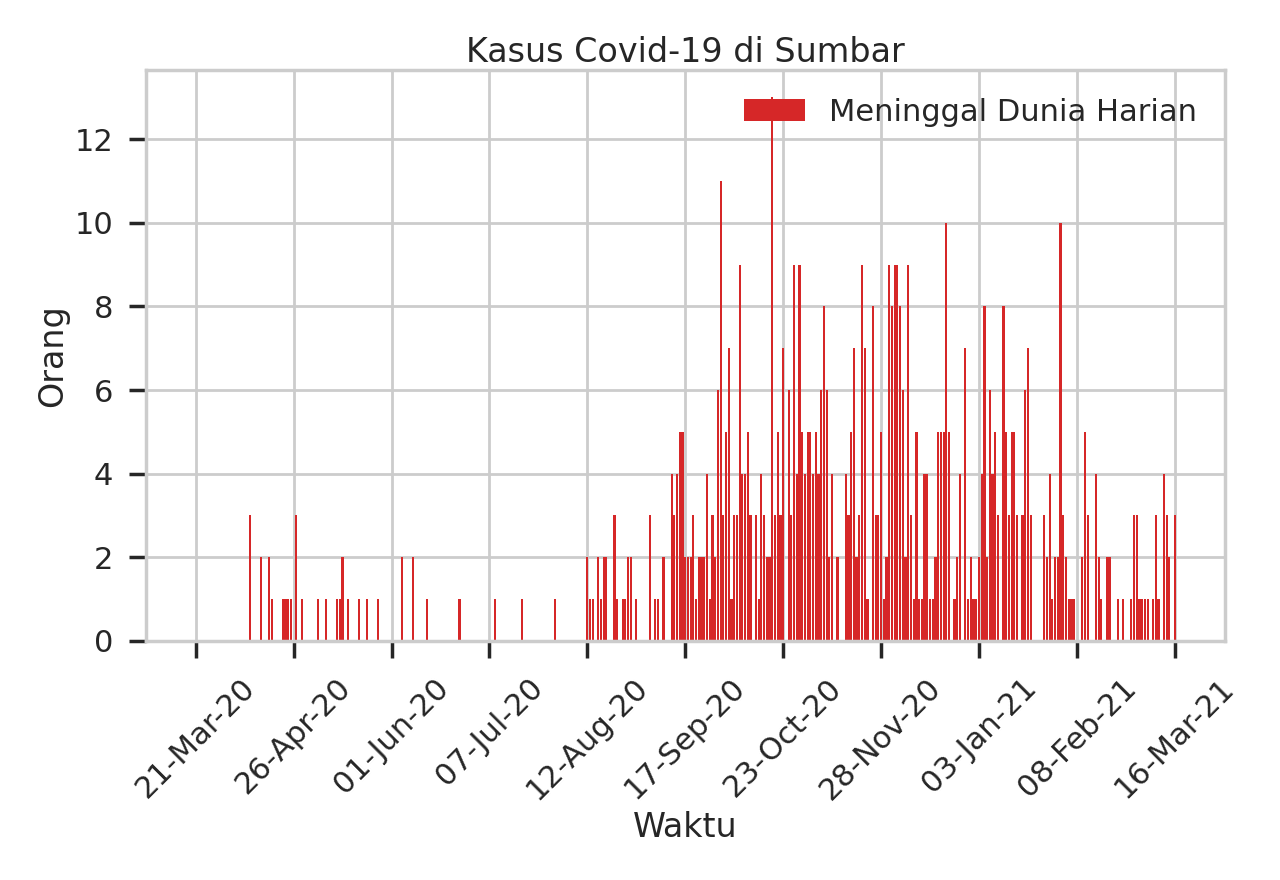 Kasus Covid-19 di Sumbar
Meninggal Dunia Harian
12
10
8
6
4
2
0
Orang
21-Mar-20
26-Apr-20
01-Jun-20
07-Jul-20
12-Aug-20
17-Sep-20
23-Oct-20
28-Nov-20
03-Jan-21
08-Feb-21
16-Mar-21
Waktu